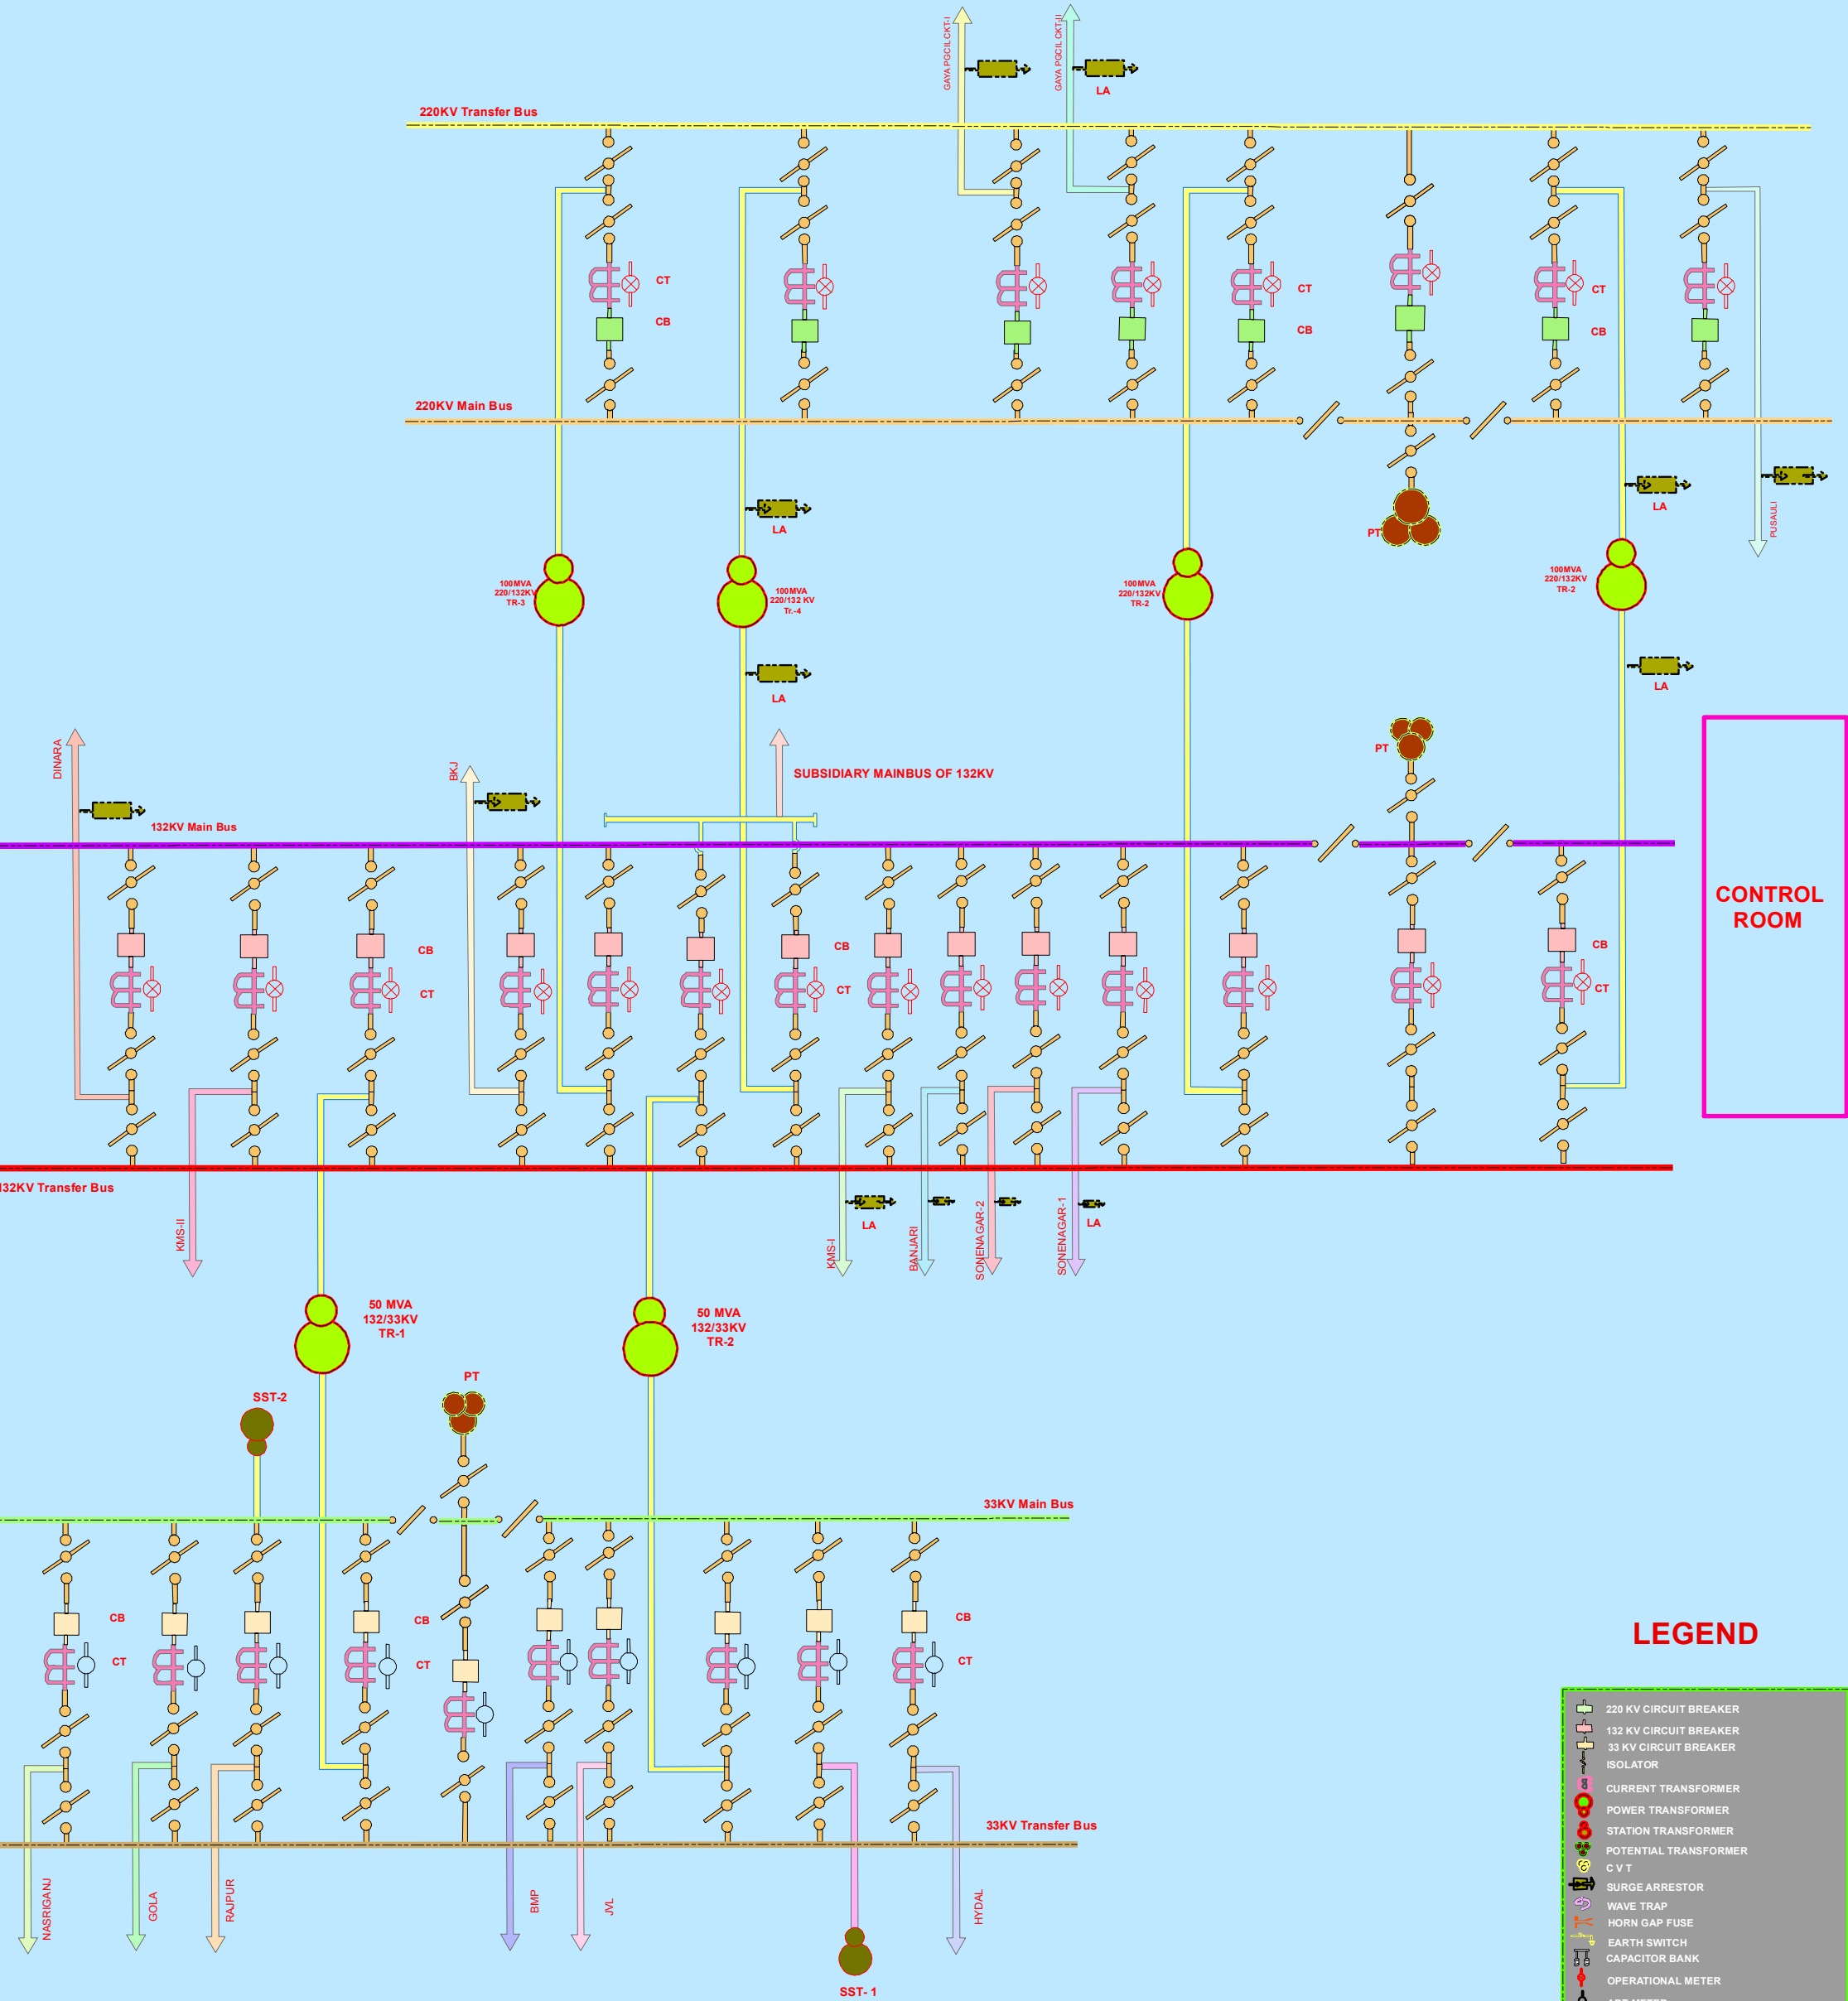 GAYA PGCIL CKT-I
GAYA PGCIL CKT-II
LA
220KV Transfer Bus
CT
CB
CT
CB
CT
CB
220KV Main Bus
LA
LA
PT
PUSAULI
100MVA
220/132KV
TR-3
100MVA
220/132 KV
Tr.-4
100MVA
220/132KV
TR-2
100MVA
220/132KV
TR-2
LA
LA
DINARA
BKJ
SUBSIDIARY MAINBUS OF 132KV
PT
132KV Main Bus
CONTROL
ROOM
CB
CT
CB
CT
CB
CT
132KV Transfer Bus
KMS-II
KMS-I
LA
BANJARI
SONENAGAR-2
SONENAGAR-1
LA
50 MVA
132/33KV
TR-1
50 MVA
132/33KV
TR-2
SST-2
PT
33KV Main Bus
CB
CT
CB
CT
CB
CT
33KV Transfer Bus
NASRIGANJ
GOLA
RAJPUR
BMP
JVL
HYDAL
SST- 1
LEGEND
220 KV CIRCUIT BREAKER
132 KV CIRCUIT BREAKER
33 KV CIRCUIT BREAKER
ISOLATOR
CURRENT TRANSFORMER
POWER TRANSFORMER
STATION TRANSFORMER
POTENTIAL TRANSFORMER
C V T
SURGE ARRESTOR
WAVE TRAP
HORN GAP FUSE
EARTH SWITCH
CAPACITOR BANK
OPERATIONAL METER